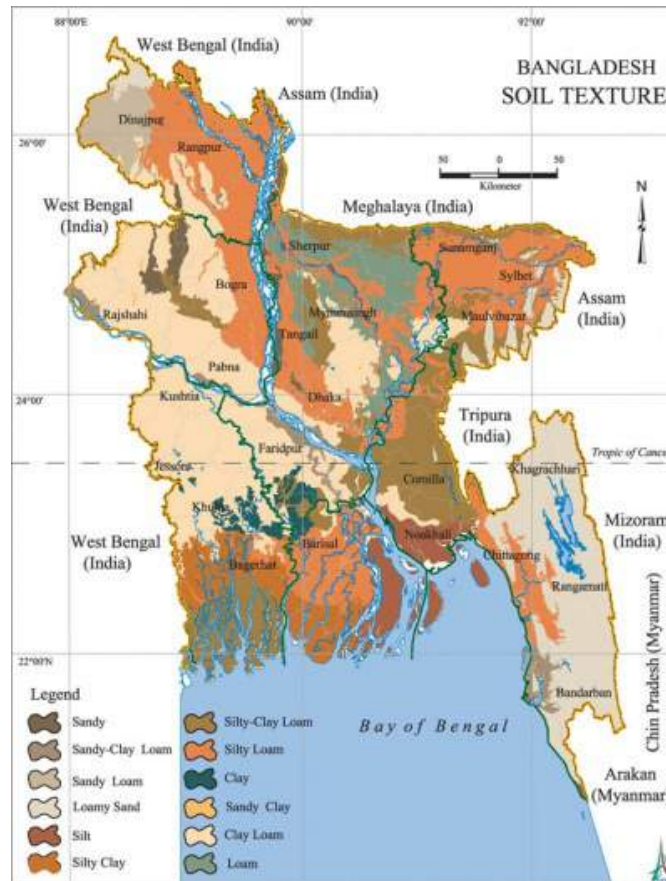 88°00'E
90°00'
92°00'
West Bengal (India)
BANGLADESH
SOIL TEXTURE
Assam (India)
Dinajpur
26°00'
Rangpur
50
0
50
Kilometer
N
West Bengal
(India)
Meghalaya (India)
Sherpur
Sunamganj
Sylhet
Bogra
Mymensingh
Maulvibazar
Assam
(India)
Rajshahi
Tangail
Pabna
24°00'
Kushtia
Dhaka
Tripura
(India)
Faridpur
Tropic of Cance
Jessore
Comilla
Khagrachhari
Khulna
Mizoram
(India)
West Bengal
(India)
Noakhali
Barisal
Chittagong
Bagerhat
Rangamati
22°00'N
Bandarban
Chin Pradesh (Myanmar)
Legend
Sandy
Sandy-Clay Loam
Sandy Loam
Loamy Sand
Silt
Silty Clay
Silty-Clay Loam
Silty Loam
Clay
Sandy Clay
Clay Loam
Loam
Bay of Bengal
Arakan
(Myanmar)